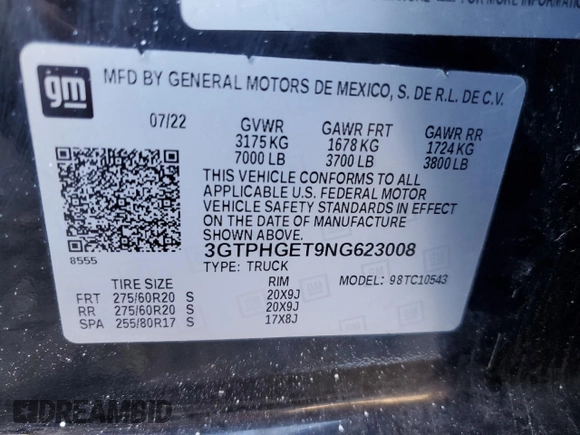 FOR MORE INFORMATION
gm
MFD BY GENERAL MOTORS DE MEXICO, S. DE R.L. DE C.V.
07/22 GVWR GAWR FRT GAWR RR
3175 KG 1678 KG 1724 KG
7000 LB 3700 LB 3800 LB
THIS VEHICLE CONFORMS TO ALL
APPLICABLE U.S. FEDERAL MOTOR
VEHICLE SAFETY STANDARDS IN EFFECT
ON THE DATE OF MANUFACTURE
SHOWN ABOVE.
8555
3GTPHGET9NG623008
TYPE: TRUCK MODEL: 98TC10543
TIRE SIZE RIM
FRT 275/60R20 S 20X9J
RR 275/60R20 S 20X9J
SPA 255/80R17 S 17X8J
DREAMBID